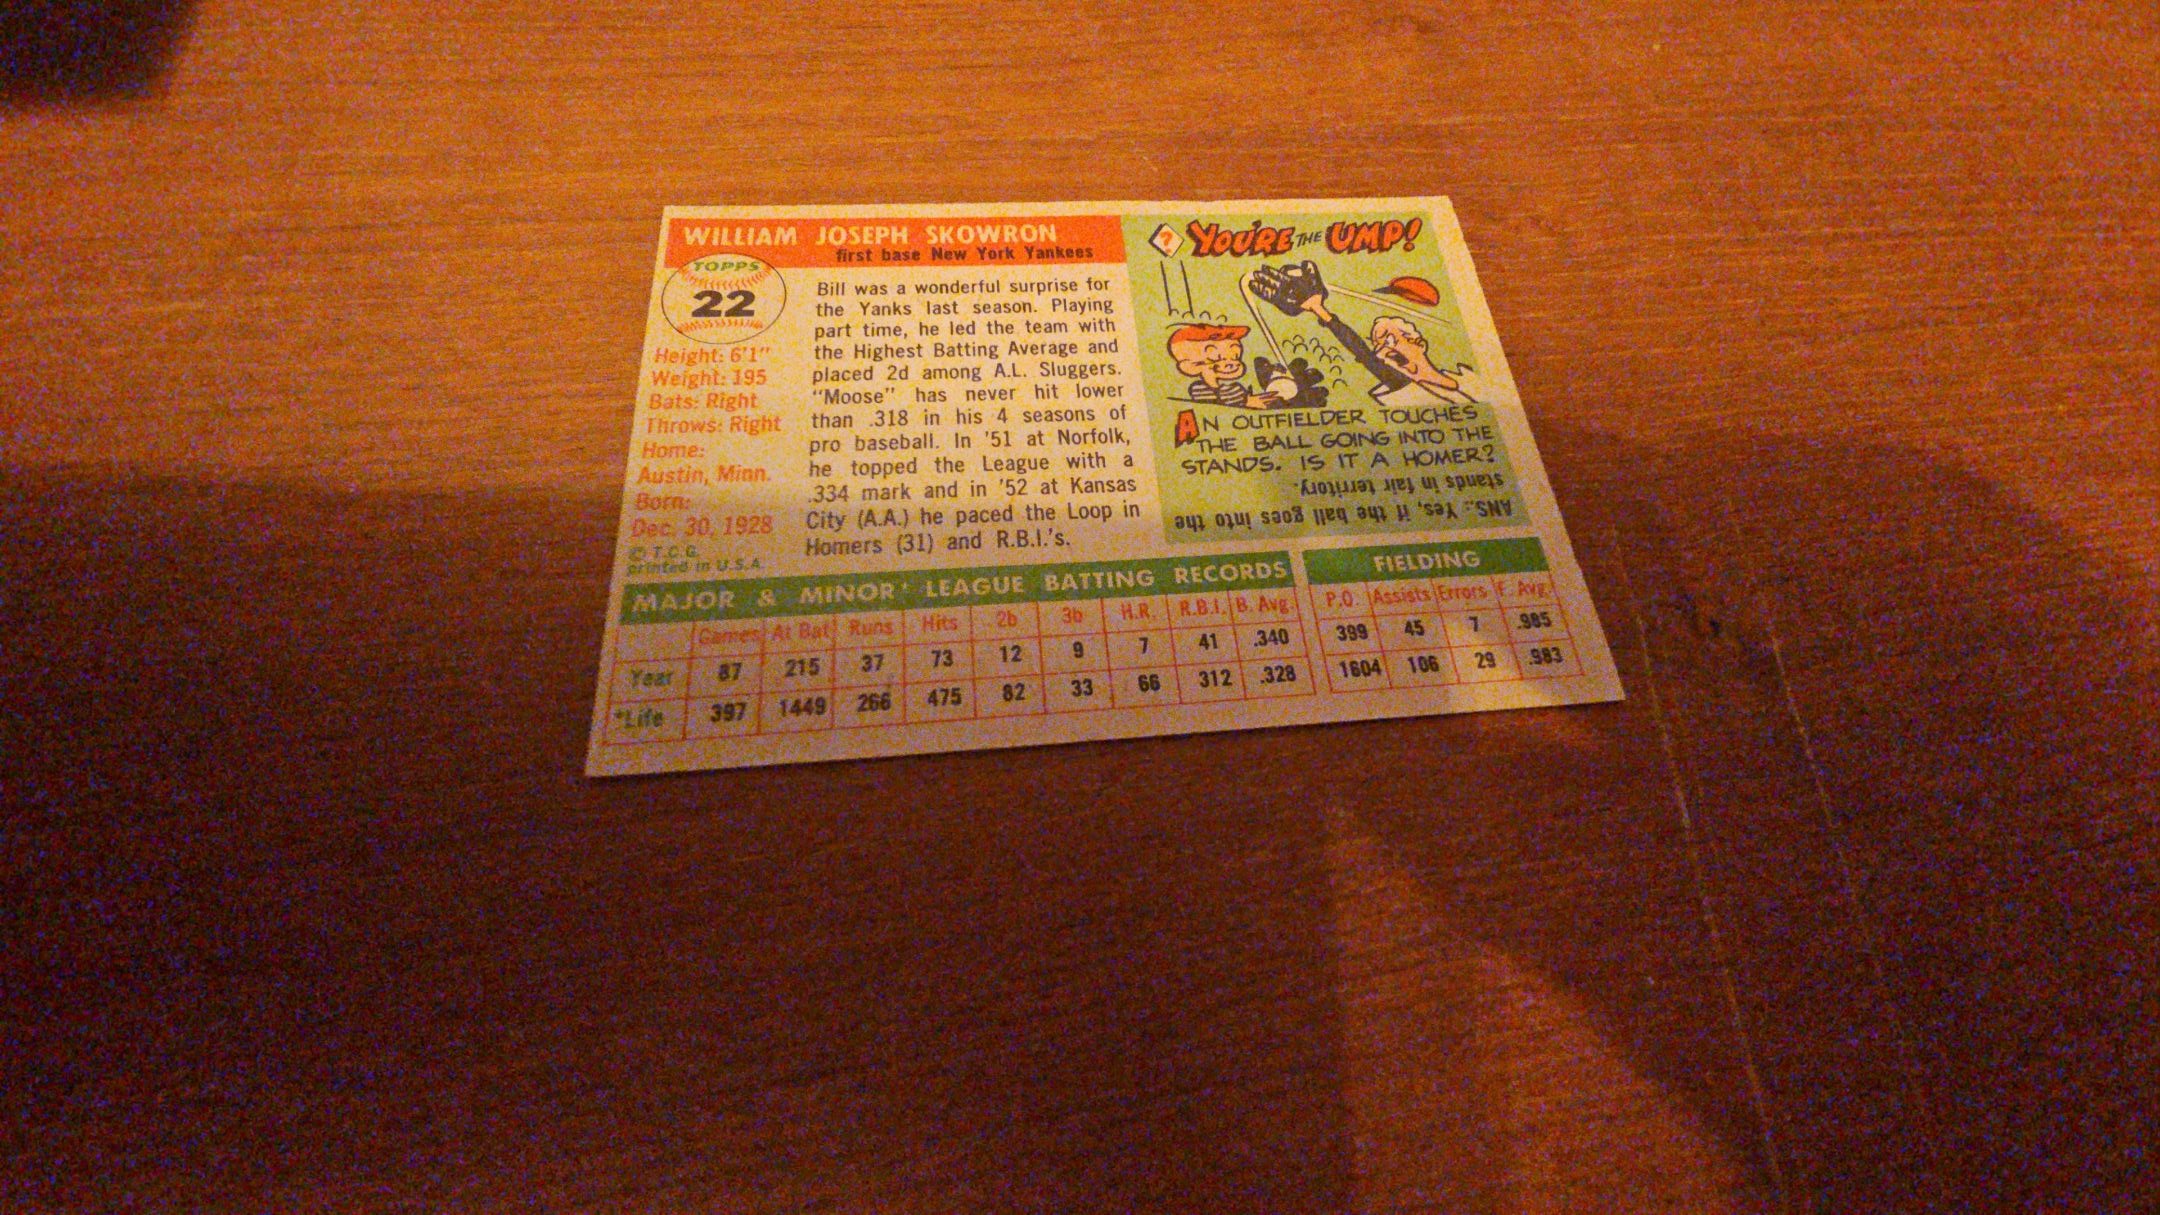 WILLIAM JOSEPH SKOWRON
first base New York Yankees
TOPPS
22
Height: 6'1"
Weight: 195
Bats: Right
Throws: Right
Home:
Austin, Minn.
Born:
Dec. 30, 1928
© T.C.G.
printed in U.S.A.
Bill was a wonderful surprise for
the Yanks last season. Playing
part time, he led the team with
the Highest Batting Average and
placed 2d among A.L. Sluggers.
"Moose" has never hit lower
than .318 in his 4 seasons of
pro baseball. In '51 at Norfolk,
he topped the League with a
.334 mark and in '52 at Kansas
City (A.A.) he paced the Loop in
Homers (31) and R.B.I.'s.
? YOU'RE THE UMP!
AN OUTFIELDER TOUCHES
THE BALL GOING INTO THE
STANDS. IS IT A HOMER?
ANS.: Yes, if the ball goes into the
stands in fair territory.
MAJOR & MINOR* LEAGUE BATTING RECORDS
Games At Bat Runs Hits 2b 3b H.R. R.B.I. B. Avg.
Year 87 215 37 73 12 9 7 41 .340
*Life 397 1449 266 475 82 33 66 312 .328
FIELDING
P.O. Assists Errors F. Avg.
399 45 7 .985
1604 106 29 .983